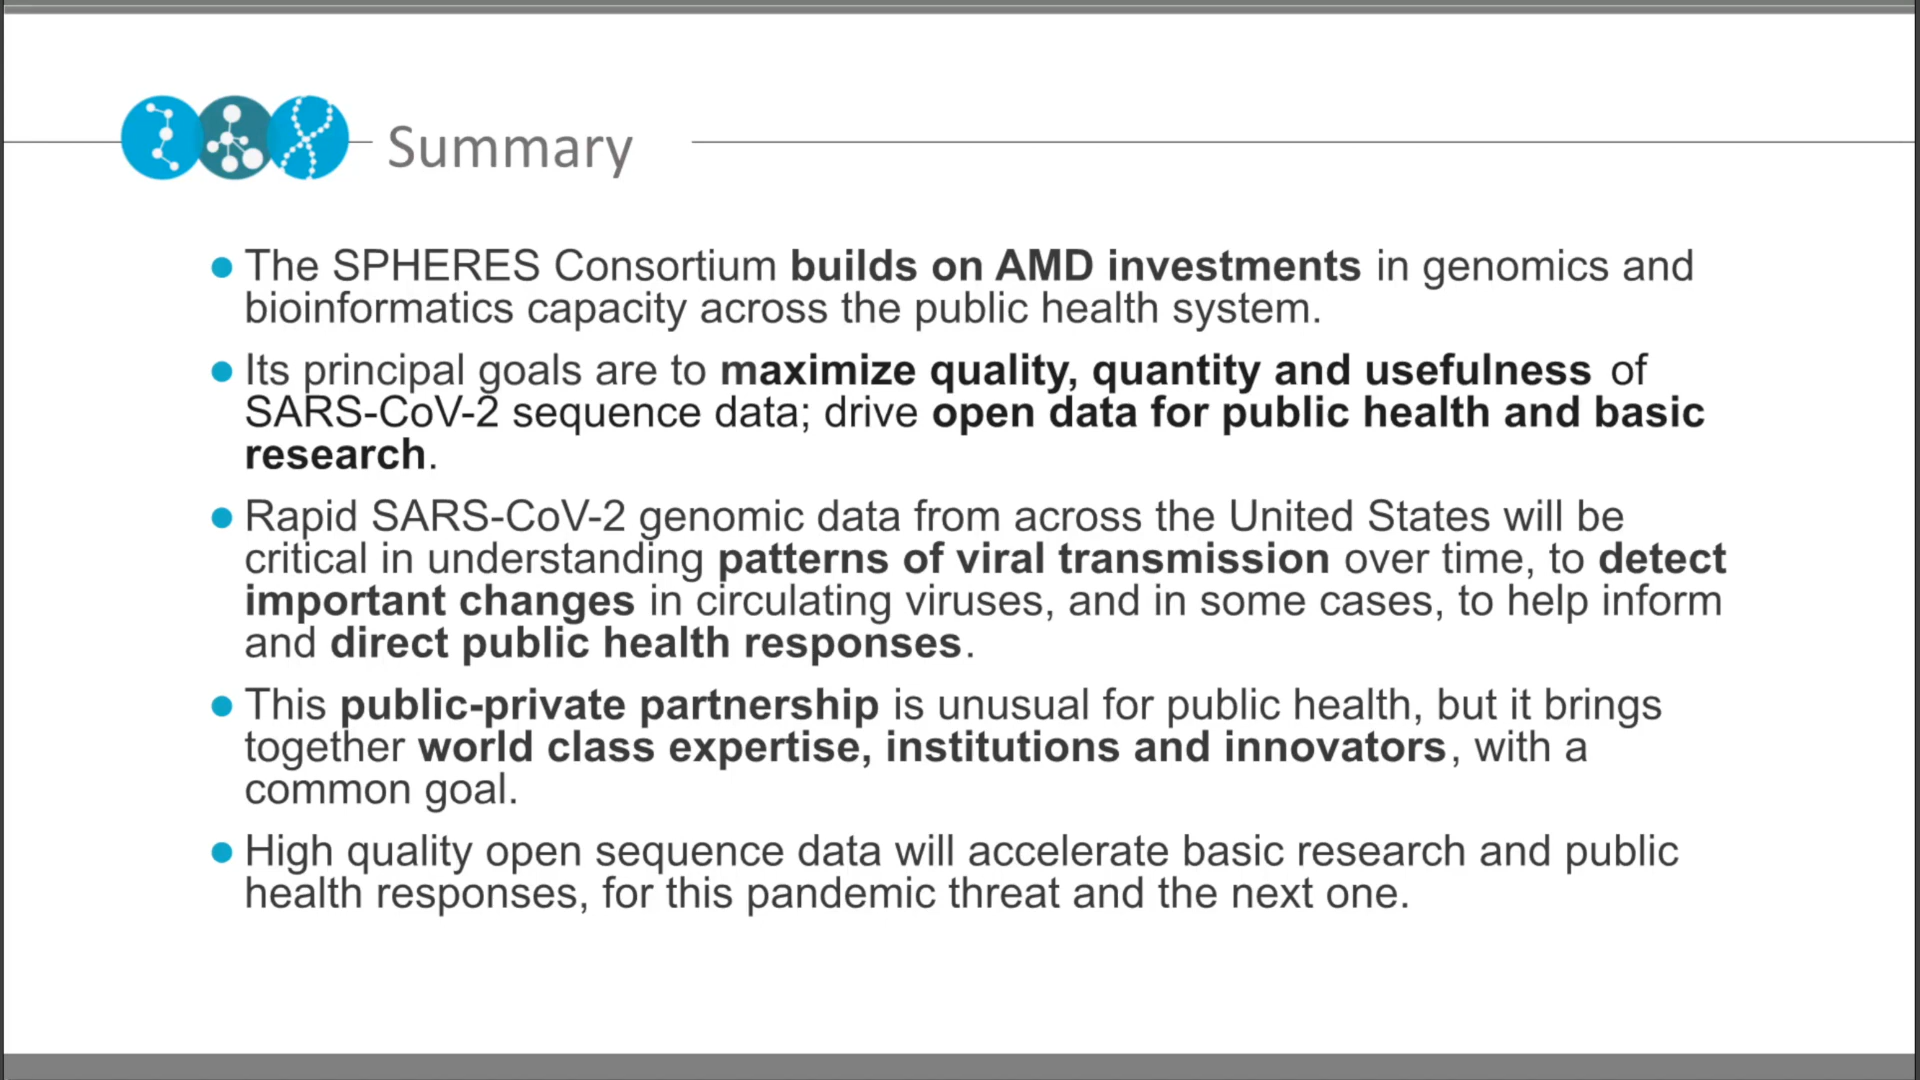 Summary
The SPHERES Consortium builds on AMD investments in genomics and
bioinformatics capacity across the public health system.
Its principal goals are to maximize quality, quantity and usefulness of
SARS-CoV-2 sequence data; drive open data for public health and basic
research.
Rapid SARS-CoV-2 genomic data from across the United States will be
critical in understanding patterns of viral transmission over time, to detect
important changes in circulating viruses, and in some cases, to help inform
and direct public health responses.
This public-private partnership is unusual for public health, but it brings
together world class expertise, institutions and innovators, with a
common goal.
High quality open sequence data will accelerate basic research and public
health responses, for this pandemic threat and the next one.